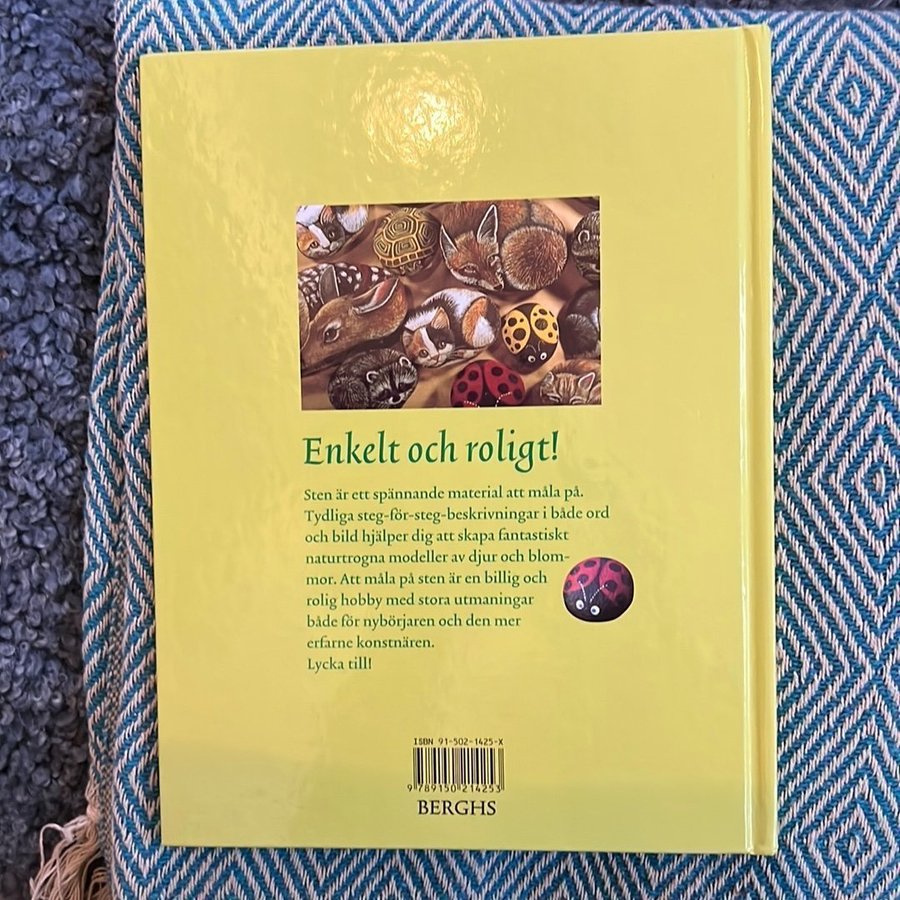 Enkelt och roligt!
Sten är ett spännande material att måla på.
Tydliga steg-för-steg-beskrivningar i både ord
och bild hjälper dig att skapa fantastiskt
naturtrogna modeller av djur och blom-
mor. Att måla på sten är en billig och
rolig hobby med stora utmaningar
både för nybörjaren och den mer
erfarne konstnären.
Lycka till!
ISBN 91-502-1425-X
9 789150 214253
BERGHS